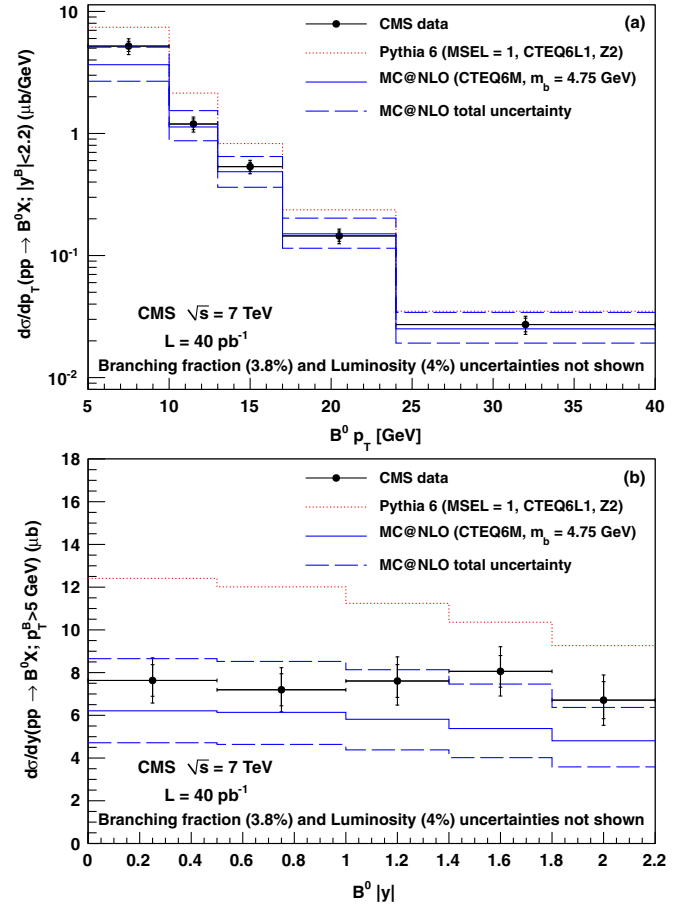 10
1
10⁻¹
10⁻²
dσ/dp_T(pp → B⁰X; |y^B|<2.2) (μb/GeV)
(a)
CMS data
Pythia 6 (MSEL = 1, CTEQ6L1, Z2)
MC@NLO (CTEQ6M, m_b = 4.75 GeV)
MC@NLO total uncertainty
CMS √s = 7 TeV
L = 40 pb⁻¹
Branching fraction (3.8%) and Luminosity (4%) uncertainties not shown
5 10 15 20 25 30 35 40
B⁰ p_T [GeV]
18
16
14
12
10
8
6
4
2
0
dσ/dy(pp → B⁰X; p_T^B>5 GeV) (μb)
(b)
CMS data
Pythia 6 (MSEL = 1, CTEQ6L1, Z2)
MC@NLO (CTEQ6M, m_b = 4.75 GeV)
MC@NLO total uncertainty
CMS √s = 7 TeV
L = 40 pb⁻¹
Branching fraction (3.8%) and Luminosity (4%) uncertainties not shown
0 0.2 0.4 0.6 0.8 1 1.2 1.4 1.6 1.8 2 2.2
B⁰ |y|